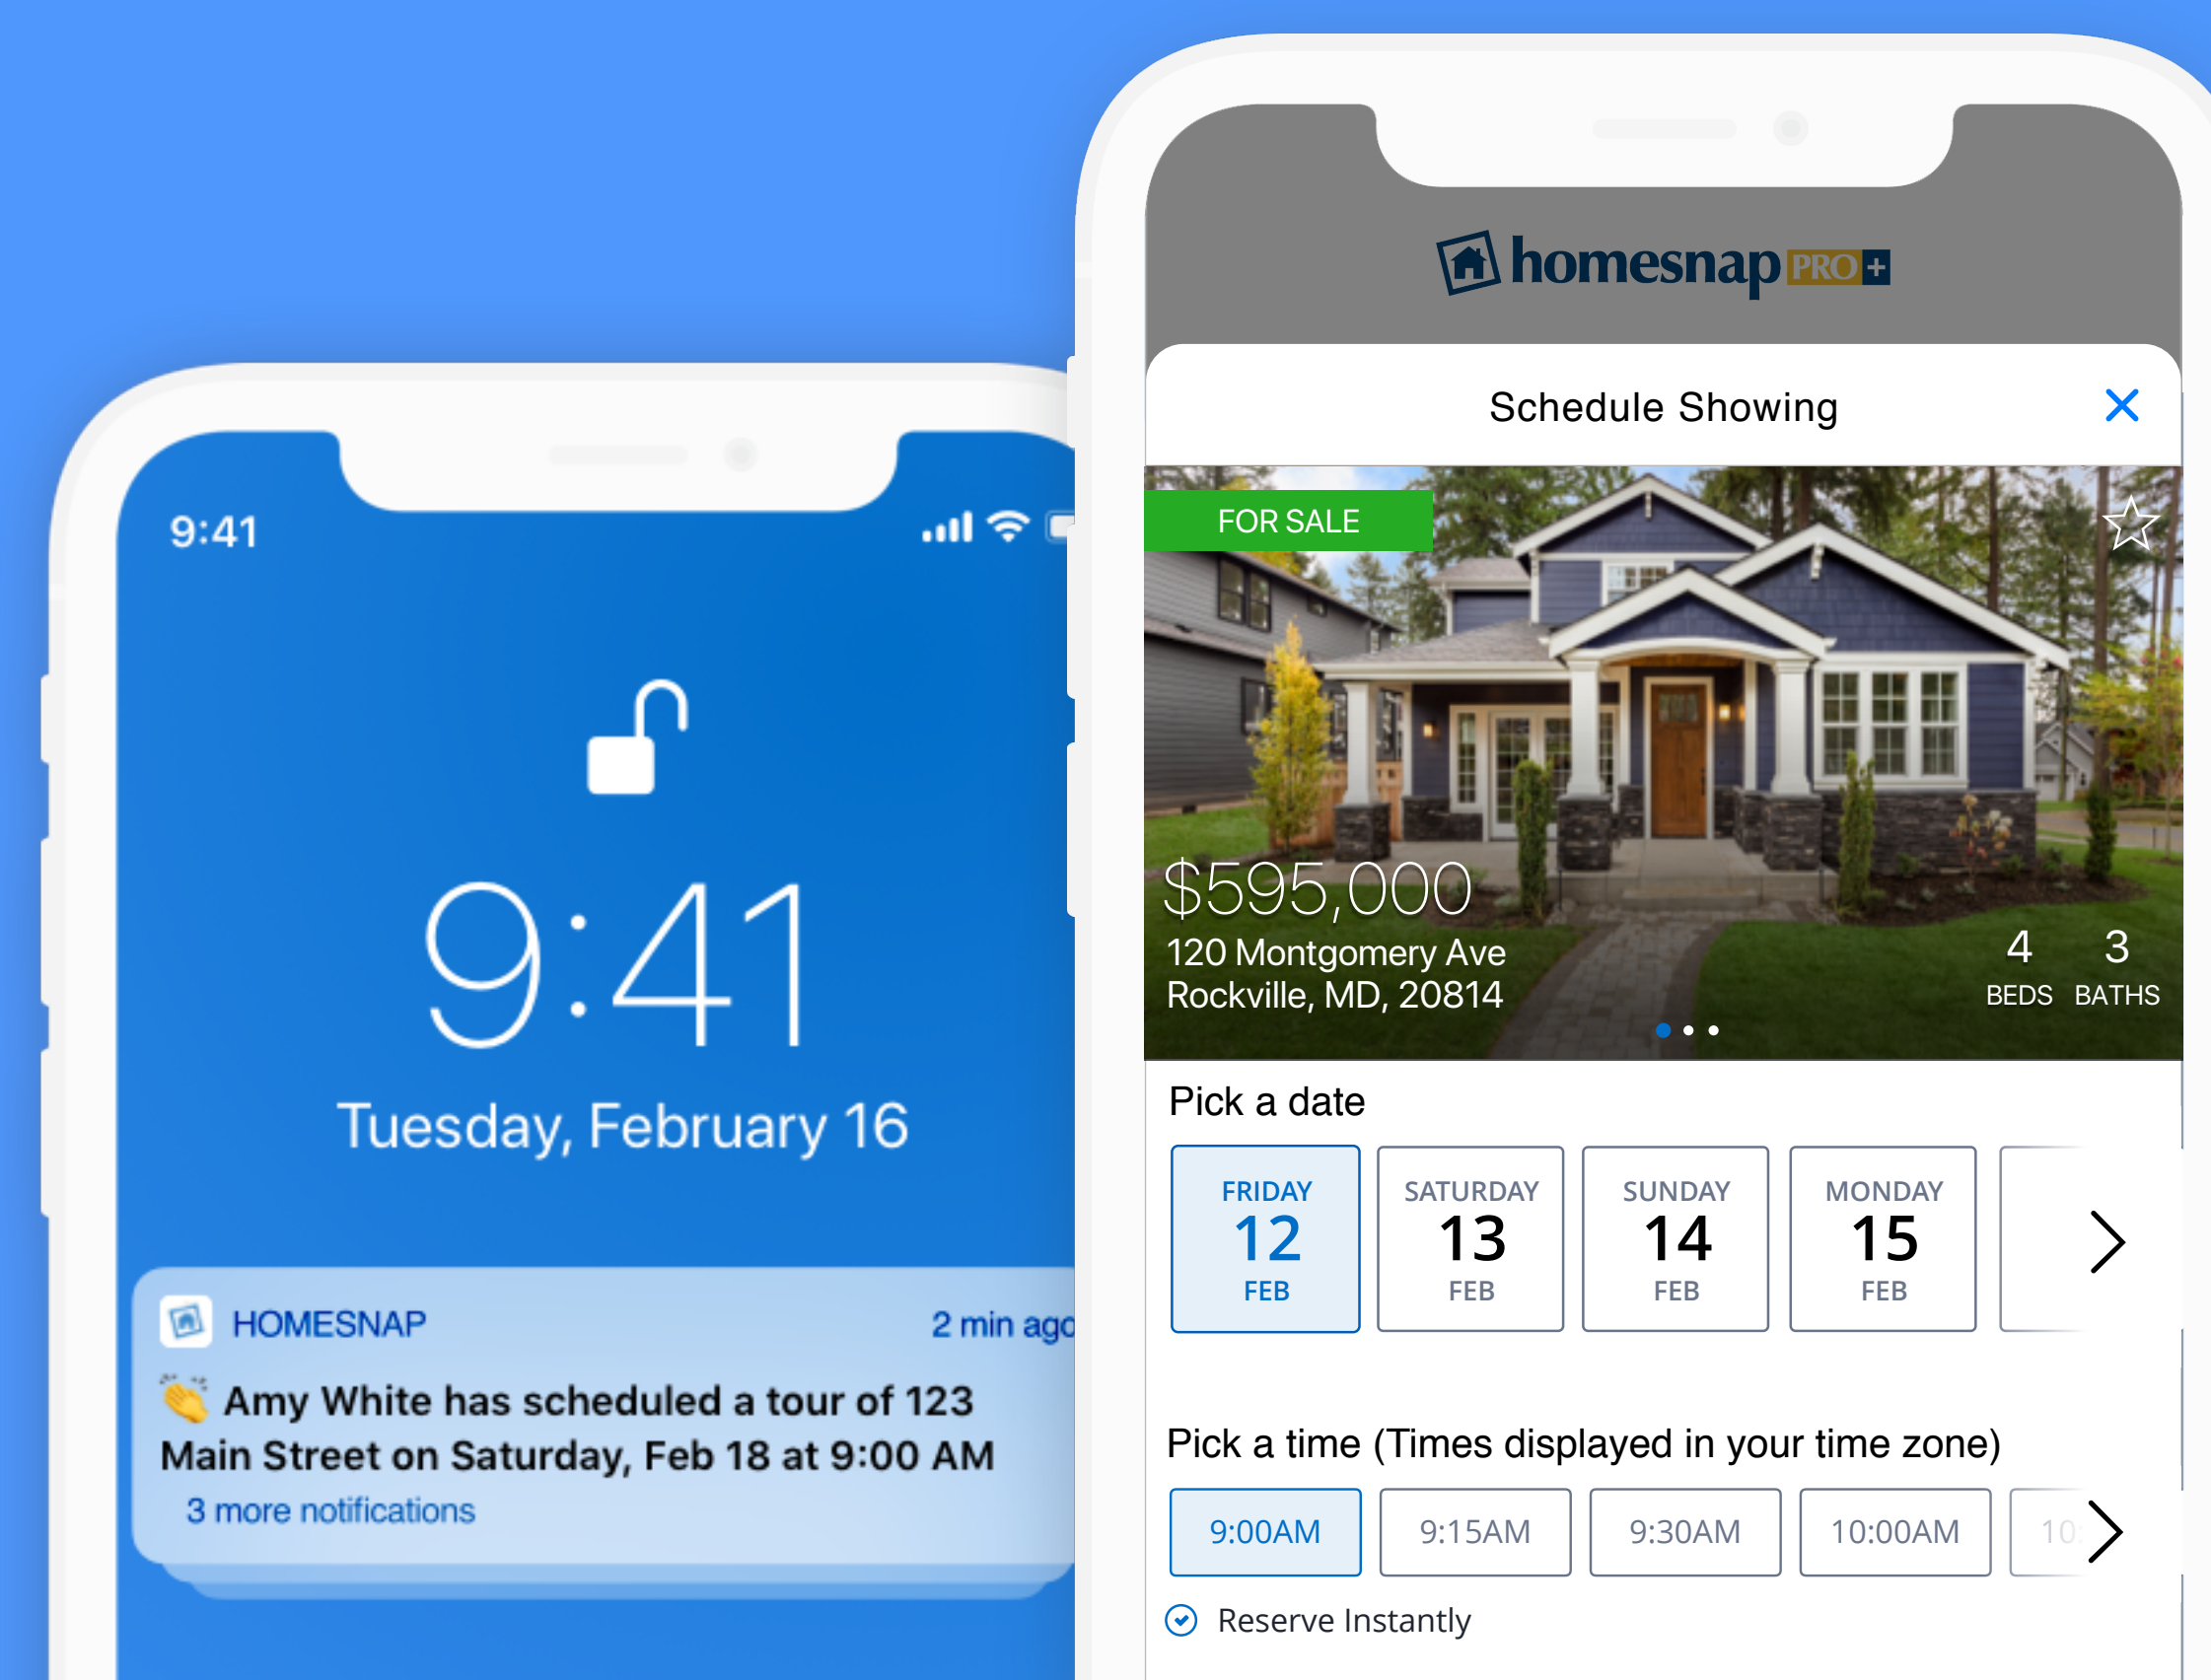 9:41
9:41
Tuesday, February 16
HOMESNAP
2 min ago
👏 Amy White has scheduled a tour of 123
Main Street on Saturday, Feb 18 at 9:00 AM
3 more notifications
homesnap PRO+
Schedule Showing
FOR SALE
$595,000
120 Montgomery Ave
Rockville, MD, 20814
4 3
BEDS BATHS
Pick a date
FRIDAY SATURDAY SUNDAY MONDAY
12 13 14 15
FEB FEB FEB FEB
Pick a time (Times displayed in your time zone)
9:00AM 9:15AM 9:30AM 10:00AM
Reserve Instantly